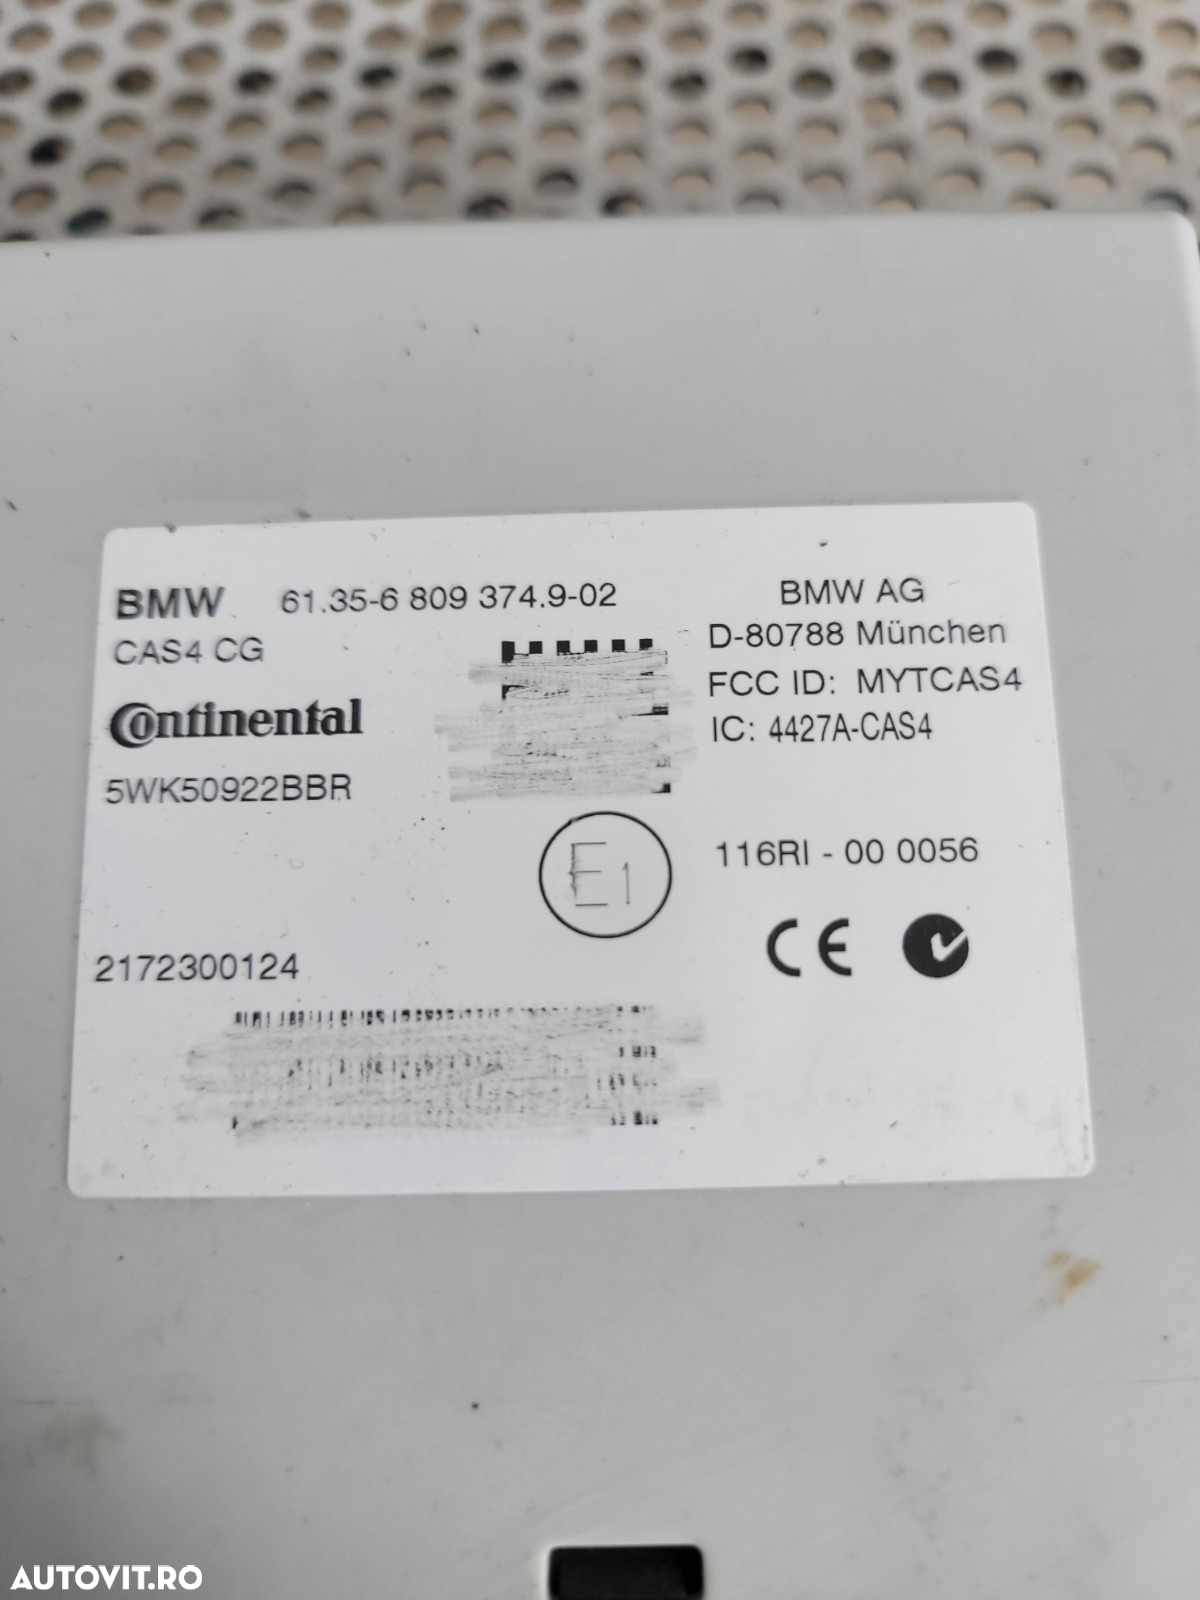 BMW 61.35-6 809 374.9-02
CAS4 CG
Continental
5WK50922BBR
BMW AG
D-80788 München
FCC ID: MYTCAS4
IC: 4427A-CAS4
E1
116RI - 00 0056
CE
2172300124
AUTOVIT.RO